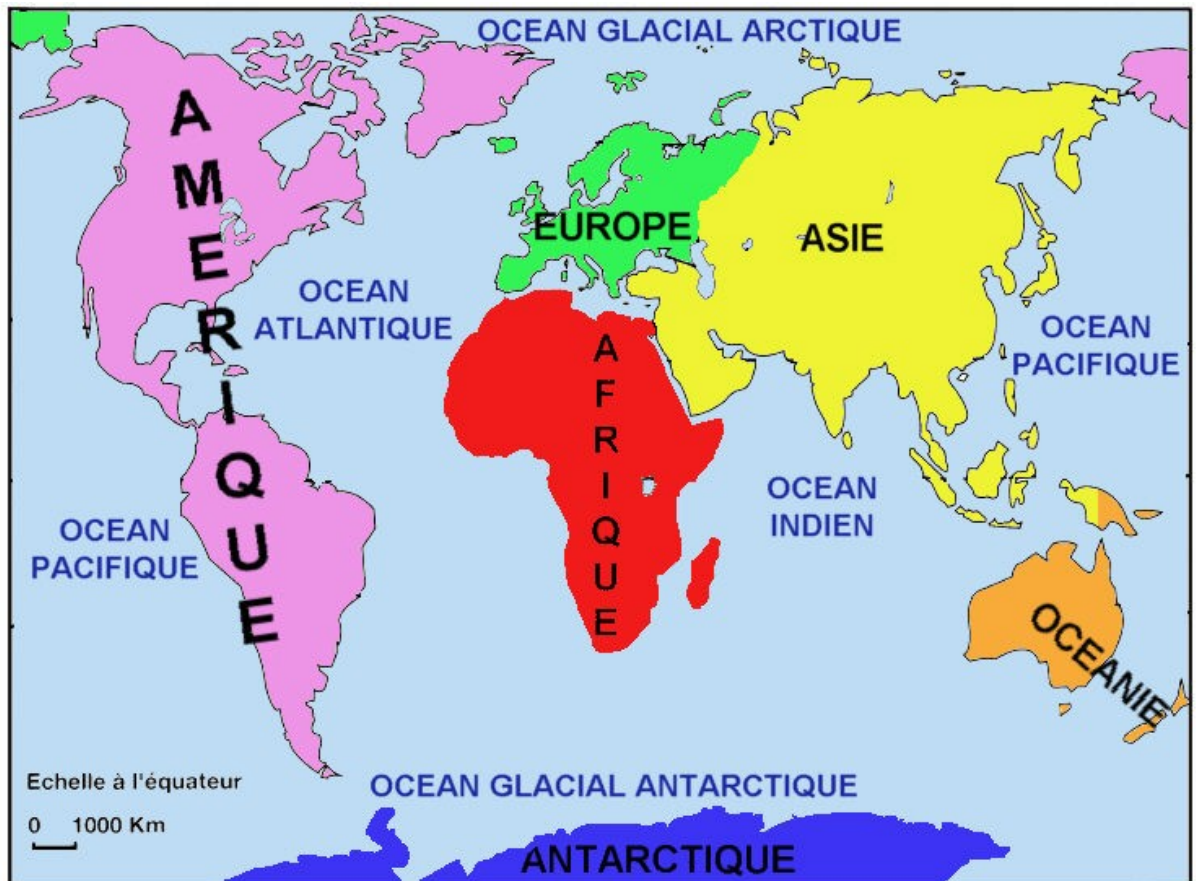 OCEAN GLACIAL ARCTIQUE
AMERIQUE
EUROPE
ASIE
OCEAN
ATLANTIQUE
OCEAN
PACIFIQUE
AFRIQUE
OCEAN
INDIEN
OCEAN
PACIFIQUE
OCEANIE
Echelle à l'équateur
0 1000 Km
OCEAN GLACIAL ANTARCTIQUE
ANTARCTIQUE